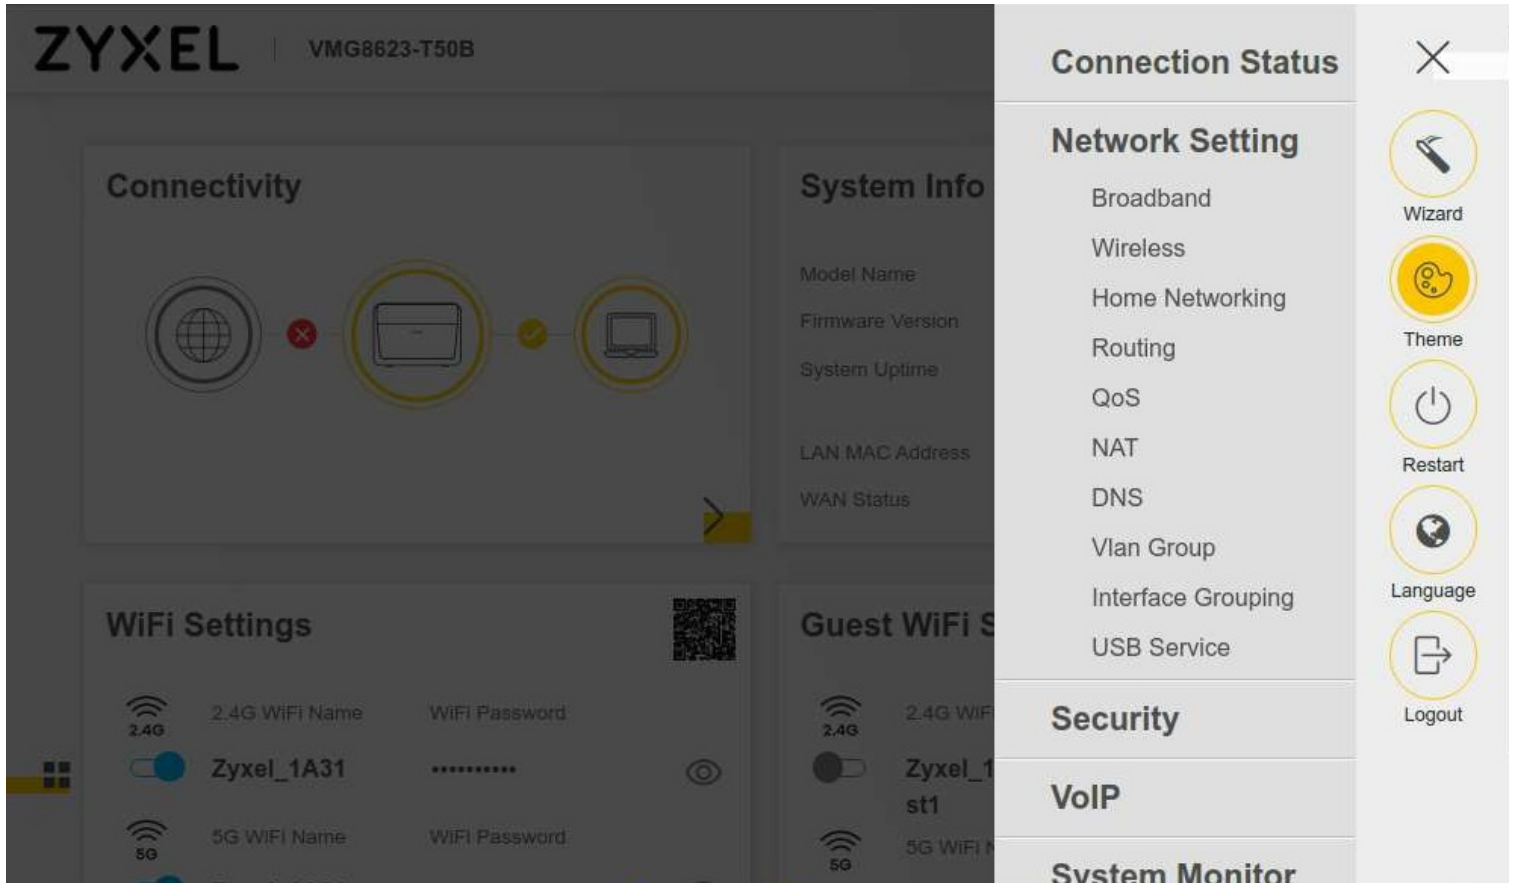 ZYXEL
VMG8623-T50B
Connectivity
System Info
Model Name
Firmware Version
System Uptime
LAN MAC Address
WAN Status
WiFi Settings
2.4G
2.4G WiFi Name
WiFi Password
Zyxel_1A31
••••••••••
5G
5G WiFi Name
WiFi Password
Guest WiFi S
2.4G
2.4G WiFi
Zyxel_1
st1
5G
5G WiFi N
Connection Status
Network Setting
Broadband
Wireless
Home Networking
Routing
QoS
NAT
DNS
Vlan Group
Interface Grouping
USB Service
Security
VoIP
System Monitor
Wizard
Theme
Restart
Language
Logout